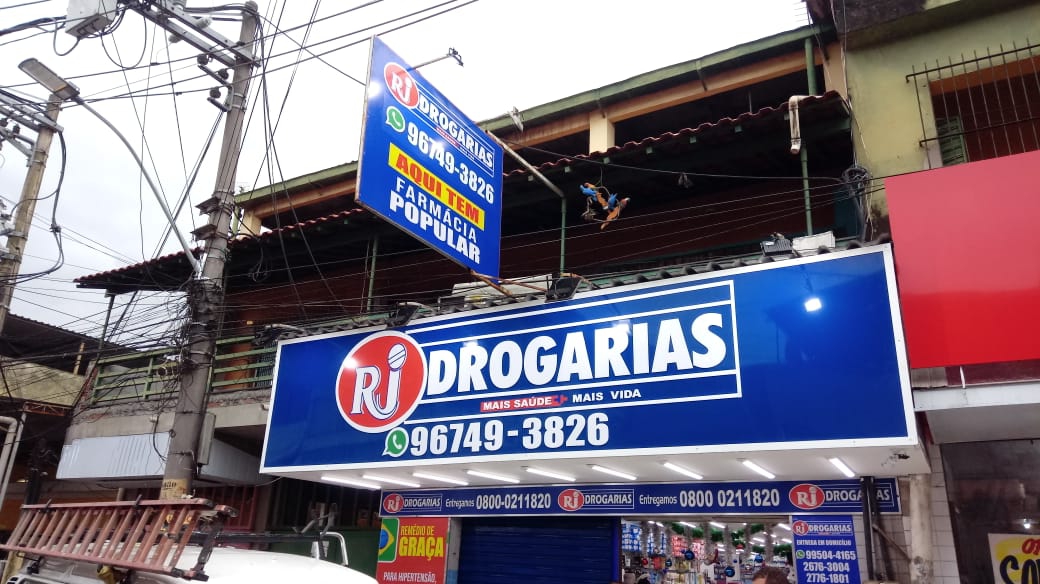 RJ DROGARIAS
96749-3826
AQUI TEM
FARMÁCIA
POPULAR
RJ DROGARIAS
MAIS SAÚDE MAIS VIDA
96749-3826
RJ DROGARIAS Entregamos 0800-0211820 RJ DROGARIAS Entregamos 0800 0211820 RJ DROGARIAS
REMÉDIO DE
GRAÇA
PARA HIPERTENSÃO,
RJ DROGARIAS
ENTREGA EM DOMICÍLIO
99504-4165
2676-3004
2776-1801